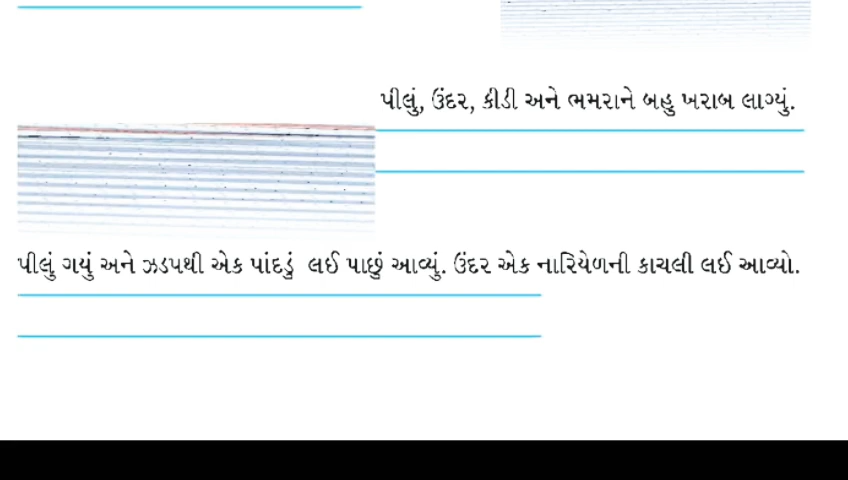 પીલું, ઉંદર, કીડી અને ભમરાને બહુ ખરાબ લાગ્યું.
પીલું ગયું અને ઝડપથી એક પાંદડું લઈ પાછું આવ્યું. ઉંદર એક નારિયેળની કાચલી લઈ આવ્યો.